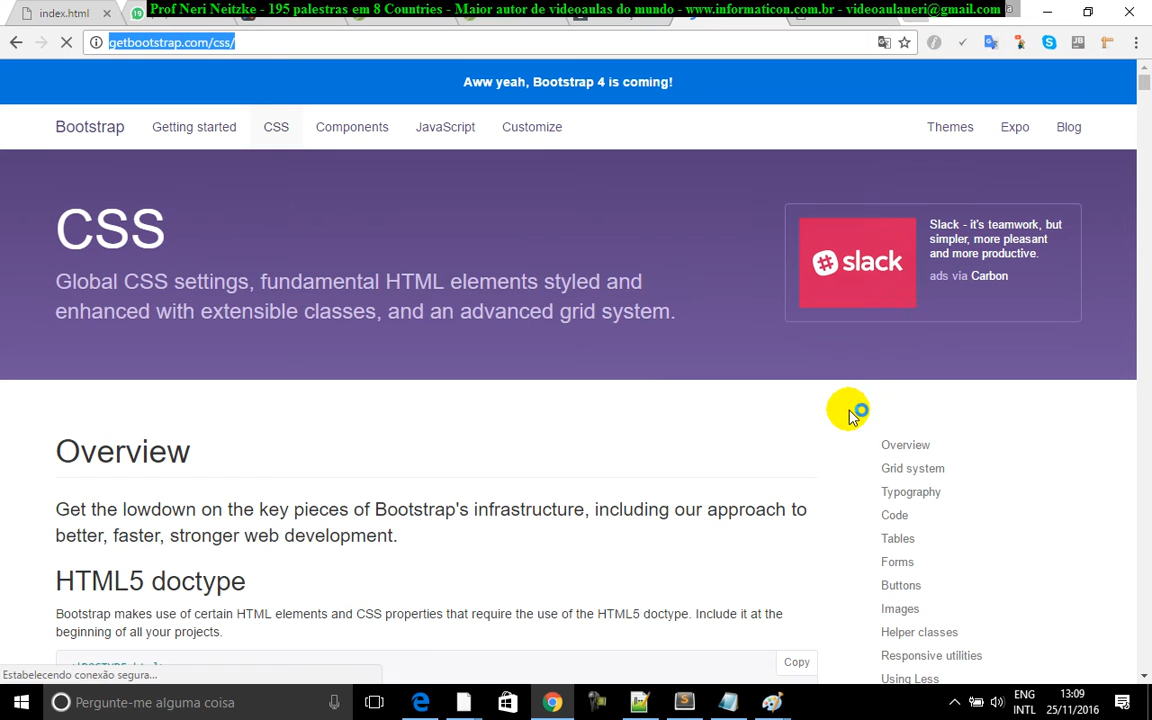 index.html
19
Prof Neri Neitzke - 195 palestras em 8 Countries - Maior autor de videoaulas do mundo - www.informaticon.com.br - videoaulaneri@gmail.com
getbootstrap.com/css/
JB
Aww yeah, Bootstrap 4 is coming!
Bootstrap
Getting started
CSS
Components
JavaScript
Customize
Themes
Expo
Blog
CSS
Global CSS settings, fundamental HTML elements styled and
enhanced with extensible classes, and an advanced grid system.
slack
Slack - it's teamwork, but
simpler, more pleasant
and more productive.
ads via Carbon
Overview
Get the lowdown on the key pieces of Bootstrap's infrastructure, including our approach to
better, faster, stronger web development.
HTML5 doctype
Bootstrap makes use of certain HTML elements and CSS properties that require the use of the HTML5 doctype. Include it at the
beginning of all your projects.
Copy
Overview
Grid system
Typography
Code
Tables
Forms
Buttons
Images
Helper classes
Responsive utilities
Using Less
Estabelecendo conexão segura...
Pergunte-me alguma coisa
ENG
INTL
13:09
25/11/2016